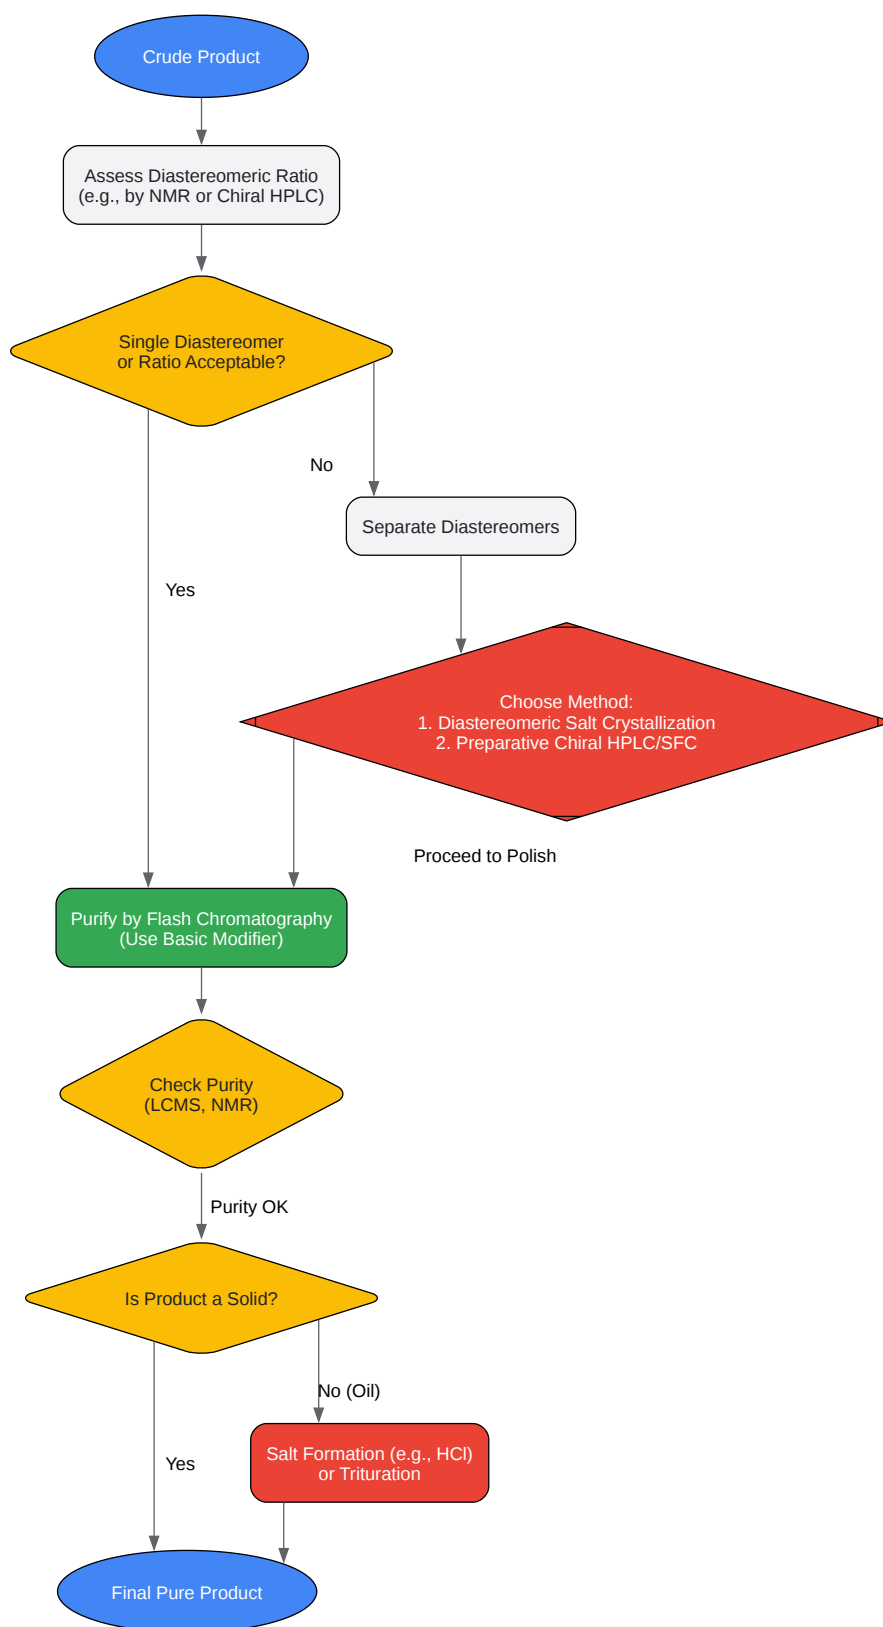 Crude Product
Assess Diastereomeric Ratio
(e.g., by NMR or Chiral HPLC)
Single Diastereomer
or Ratio Acceptable?
No
Separate Diastereomers
Yes
Choose Method:
1. Diastereomeric Salt Crystallization
2. Preparative Chiral HPLC/SFC
Proceed to Polish
Purify by Flash Chromatography
(Use Basic Modifier)
Check Purity
(LCMS, NMR)
Purity OK
Is Product a Solid?
No (Oil)
Salt Formation (e.g., HCl)
or Trituration
Yes
Final Pure Product